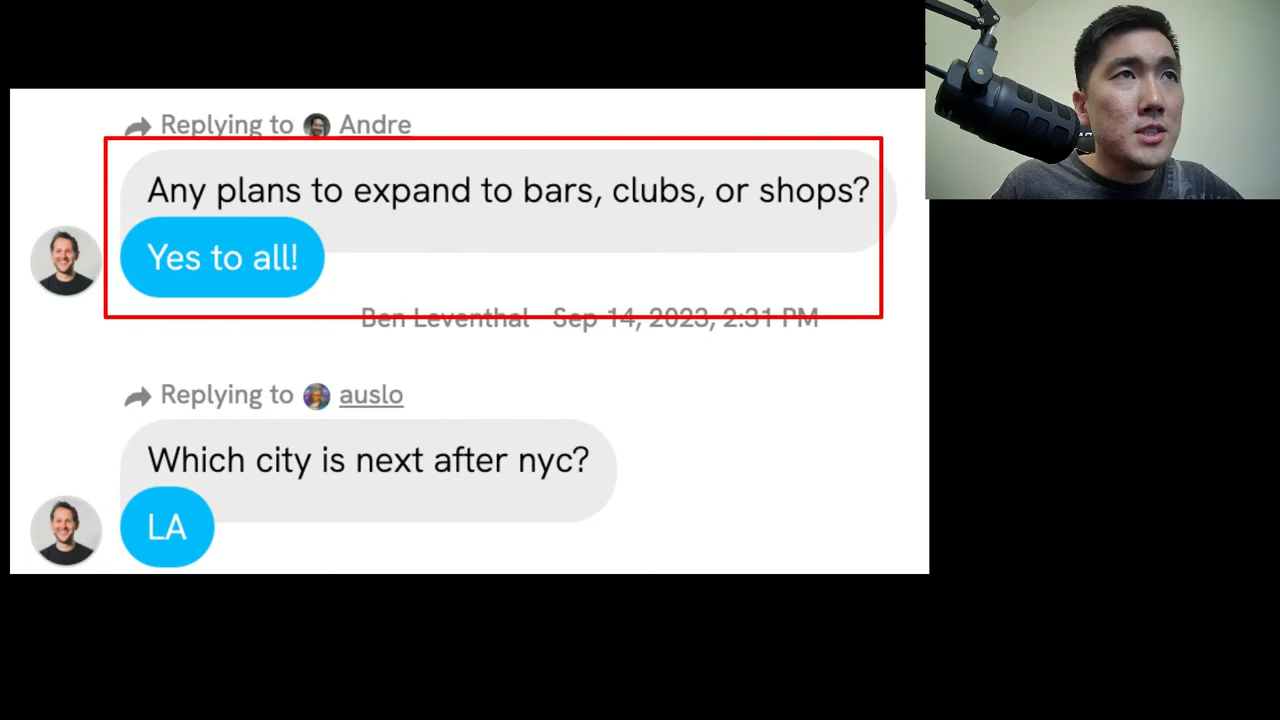 Replying to Andre
Any plans to expand to bars, clubs, or shops?
Yes to all!
Ben Leventhal Sep 14, 2023, 2:31 PM
Replying to auslo
Which city is next after nyc?
LA